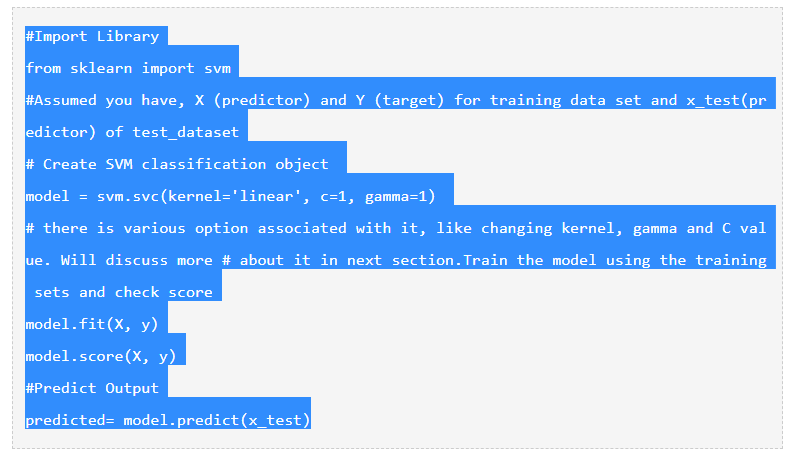 #Import Library
from sklearn import svm
#Assumed you have, X (predictor) and Y (target) for training data set and x_test(pr
edictor) of test_dataset
# Create SVM classification object
model = svm.svc(kernel='linear', c=1, gamma=1)
# there is various option associated with it, like changing kernel, gamma and C val
ue. Will discuss more # about it in next section.Train the model using the training
 sets and check score
model.fit(X, y)
model.score(X, y)
#Predict Output
predicted= model.predict(x_test)